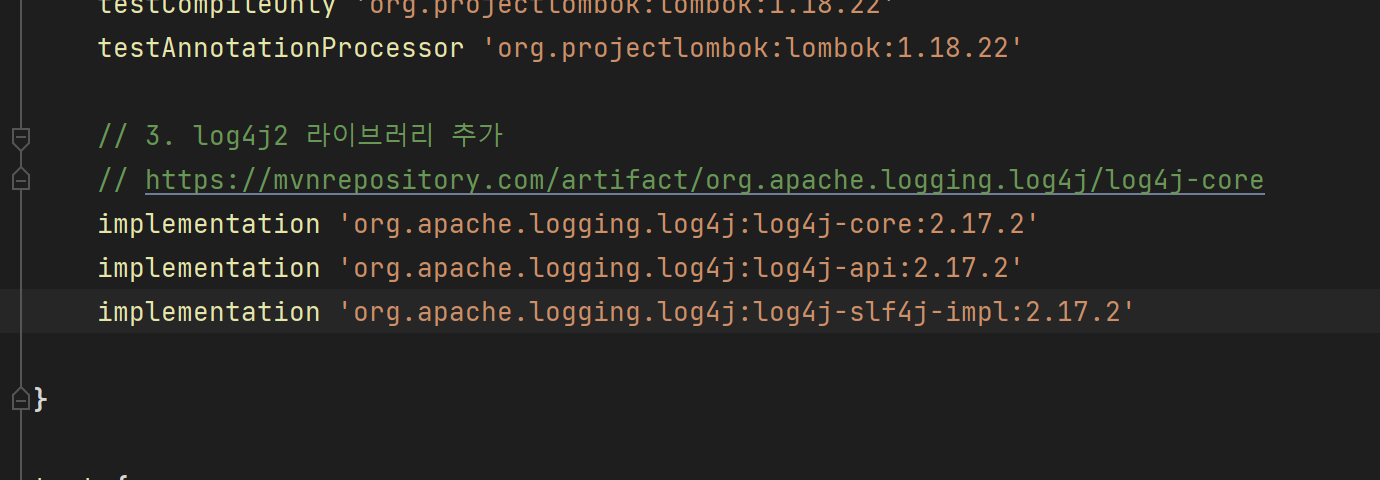 testCompileOnly 'org.projectlombok:lombok:1.18.22'
testAnnotationProcessor 'org.projectlombok:lombok:1.18.22'
// 3. log4j2 라이브러리 추가
// https://mvnrepository.com/artifact/org.apache.logging.log4j/log4j-core
implementation 'org.apache.logging.log4j:log4j-core:2.17.2'
implementation 'org.apache.logging.log4j:log4j-api:2.17.2'
implementation 'org.apache.logging.log4j:log4j-slf4j-impl:2.17.2'
}